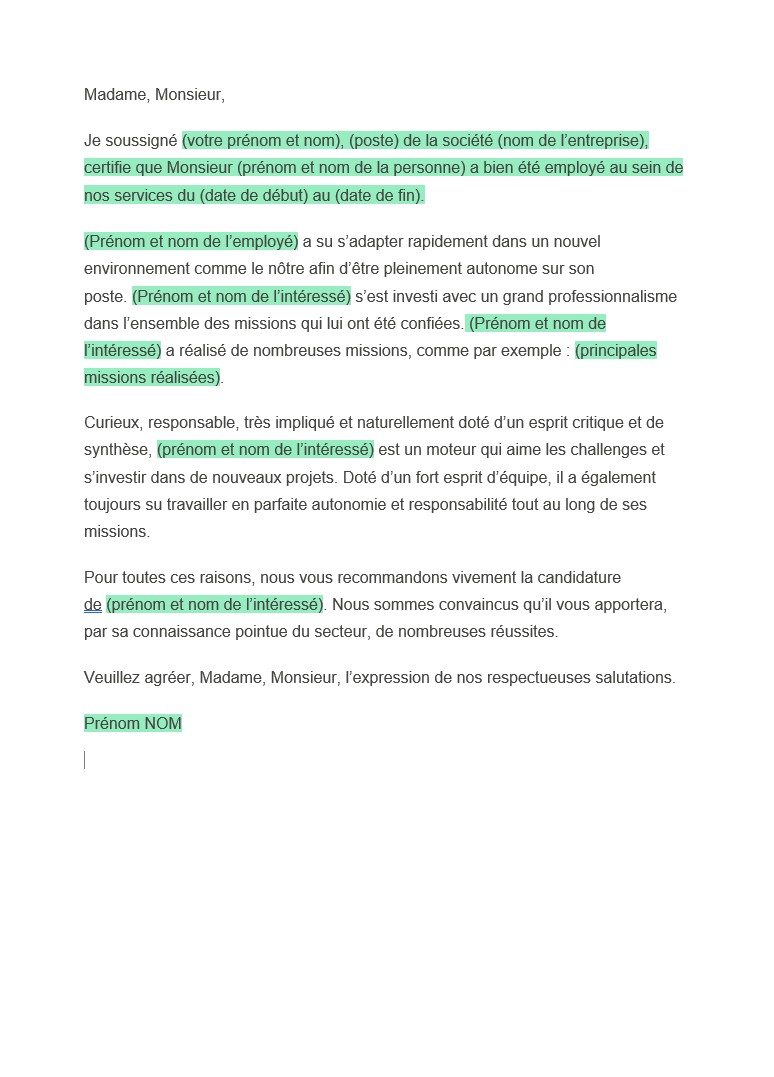 Madame, Monsieur,
Je soussigné (votre prénom et nom), (poste) de la société (nom de l’entreprise),
certifie que Monsieur (prénom et nom de la personne) a bien été employé au sein de
nos services du (date de début) au (date de fin).
(Prénom et nom de l’employé) a su s’adapter rapidement dans un nouvel
environnement comme le nôtre afin d’être pleinement autonome sur son
poste. (Prénom et nom de l’intéressé) s’est investi avec un grand professionnalisme
dans l’ensemble des missions qui lui ont été confiées. (Prénom et nom de
l’intéressé) a réalisé de nombreuses missions, comme par exemple : (principales
missions réalisées).
Curieux, responsable, très impliqué et naturellement doté d’un esprit critique et de
synthèse, (prénom et nom de l’intéressé) est un moteur qui aime les challenges et
s’investir dans de nouveaux projets. Doté d’un fort esprit d’équipe, il a également
toujours su travailler en parfaite autonomie et responsabilité tout au long de ses
missions.
Pour toutes ces raisons, nous vous recommandons vivement la candidature
de (prénom et nom de l’intéressé). Nous sommes convaincus qu’il vous apportera,
par sa connaissance pointue du secteur, de nombreuses réussites.
Veuillez agréer, Madame, Monsieur, l’expression de nos respectueuses salutations.
Prénom NOM